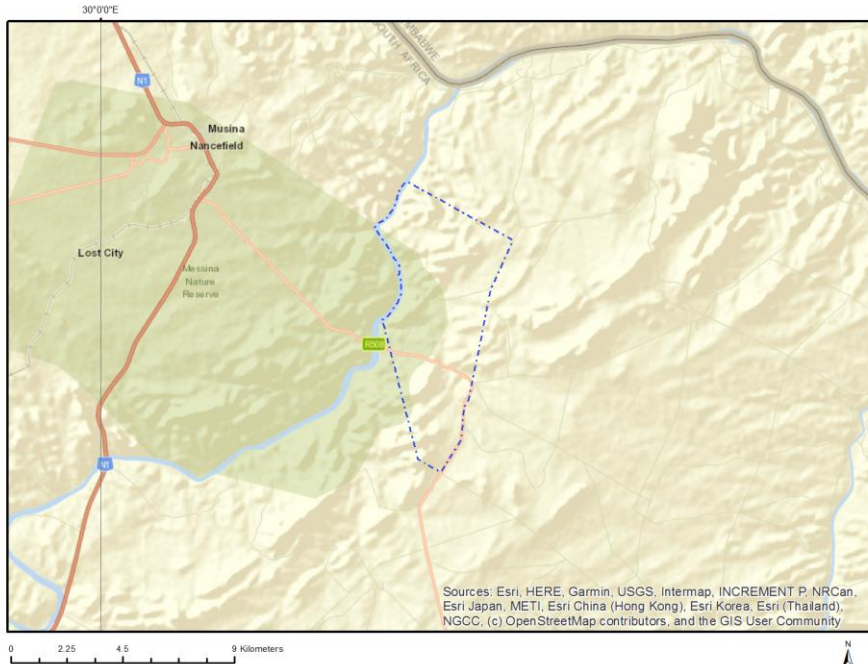 30°0'0"E
ZIMBABWE
SOUTH AFRICA
N1
Musina
Nancefield
Lost City
Messina
Nature
Reserve
R508
N1
Sources: Esri, HERE, Garmin, USGS, Intermap, INCREMENT P, NRCan,
Esri Japan, METI, Esri China (Hong Kong), Esri Korea, Esri (Thailand),
NGCC, (c) OpenStreetMap contributors, and the GIS User Community
0 2.25 4.5 9 Kilometers
N